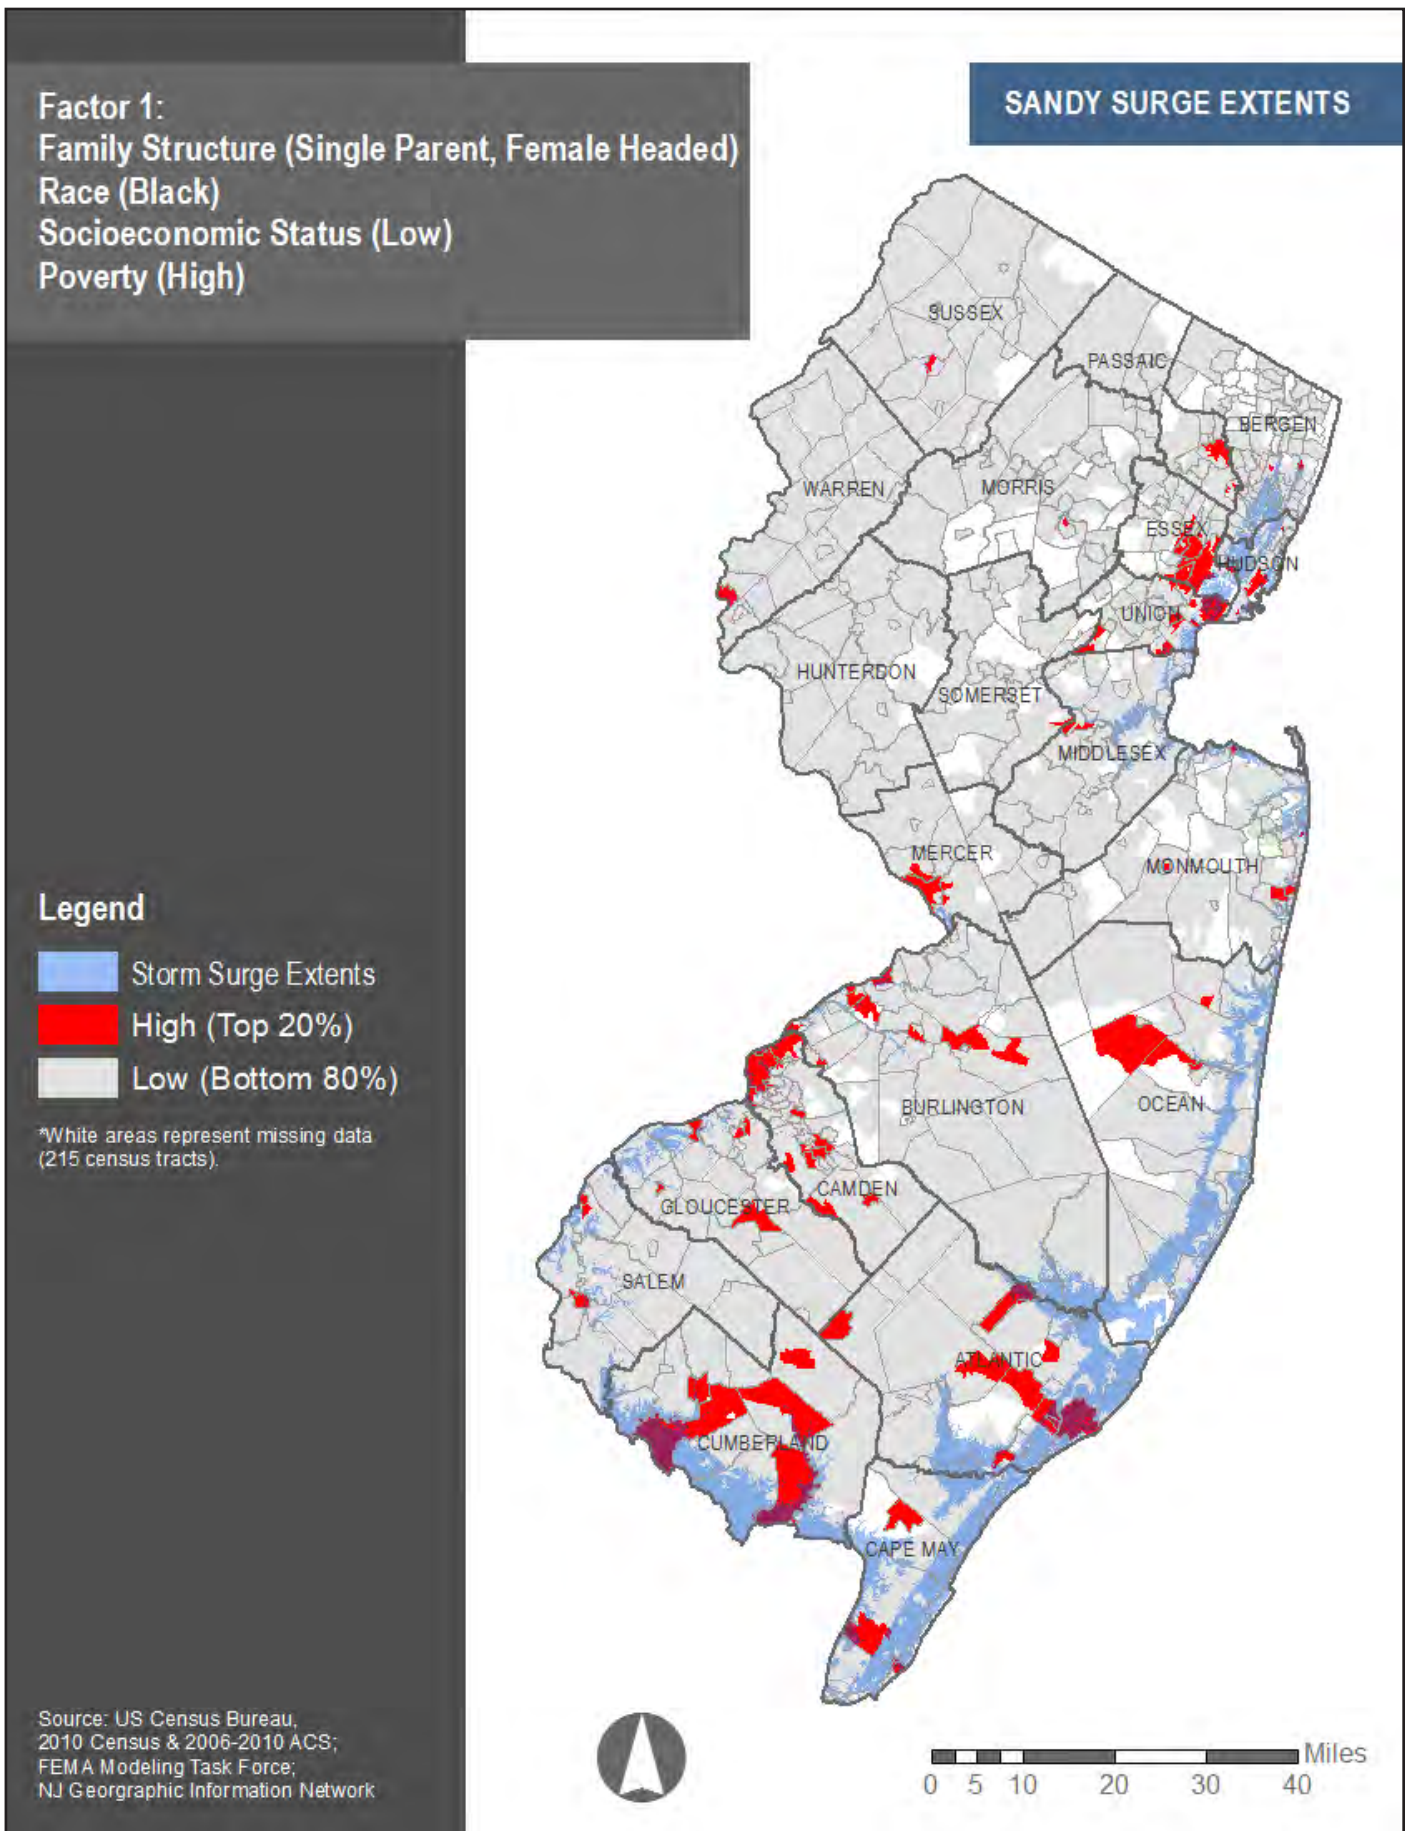 Factor 1:
Family Structure (Single Parent, Female Headed)
Race (Black)
Socioeconomic Status (Low)
Poverty (High)
SANDY SURGE EXTENTS
SUSSEX
PASSAIC
BERGEN
WARREN
MORRIS
ESSEX
HUDSON
UNION
HUNTERDON
SOMERSET
MIDDLESEX
MERCER
MONMOUTH
Legend
Storm Surge Extents
High (Top 20%)
Low (Bottom 80%)
*White areas represent missing data
(215 census tracts).
BURLINGTON
OCEAN
CAMDEN
GLOUCESTER
SALEM
ATLANTIC
CUMBERLAND
CAPE MAY
Source: US Census Bureau,
2010 Census & 2006-2010 ACS;
FEMA Modeling Task Force;
NJ Georgraphic Information Network
Miles
0 5 10 20 30 40